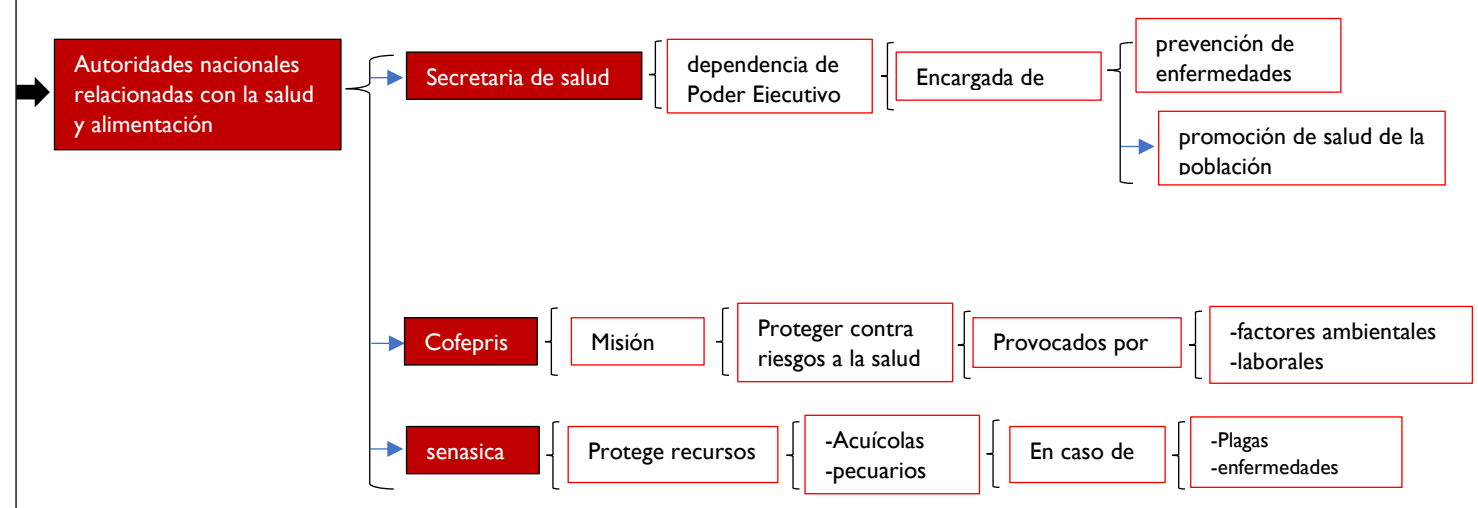 Autoridades nacionales
relacionadas con la salud
y alimentación
Secretaria de salud
dependencia de
Poder Ejecutivo
Encargada de
prevención de
enfermedades
promoción de salud de la
población
Cofepris
Misión
Proteger contra
riesgos a la salud
Provocados por
-factores ambientales
-laborales
senasica
Protege recursos
-Acuícolas
-pecuarios
En caso de
-Plagas
-enfermedades